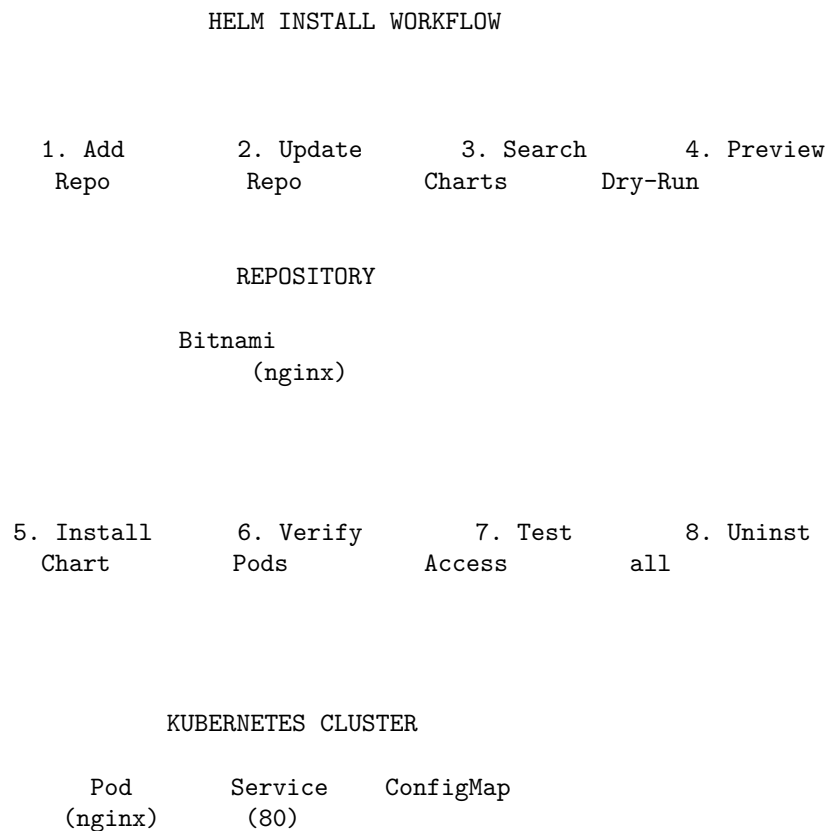 HELM INSTALL WORKFLOW
1. Add 2. Update 3. Search 4. Preview
Repo Repo Charts Dry-Run
REPOSITORY
Bitnami
(nginx)
5. Install 6. Verify 7. Test 8. Uninst
Chart Pods Access all
KUBERNETES CLUSTER
Pod Service ConfigMap
(nginx) (80)